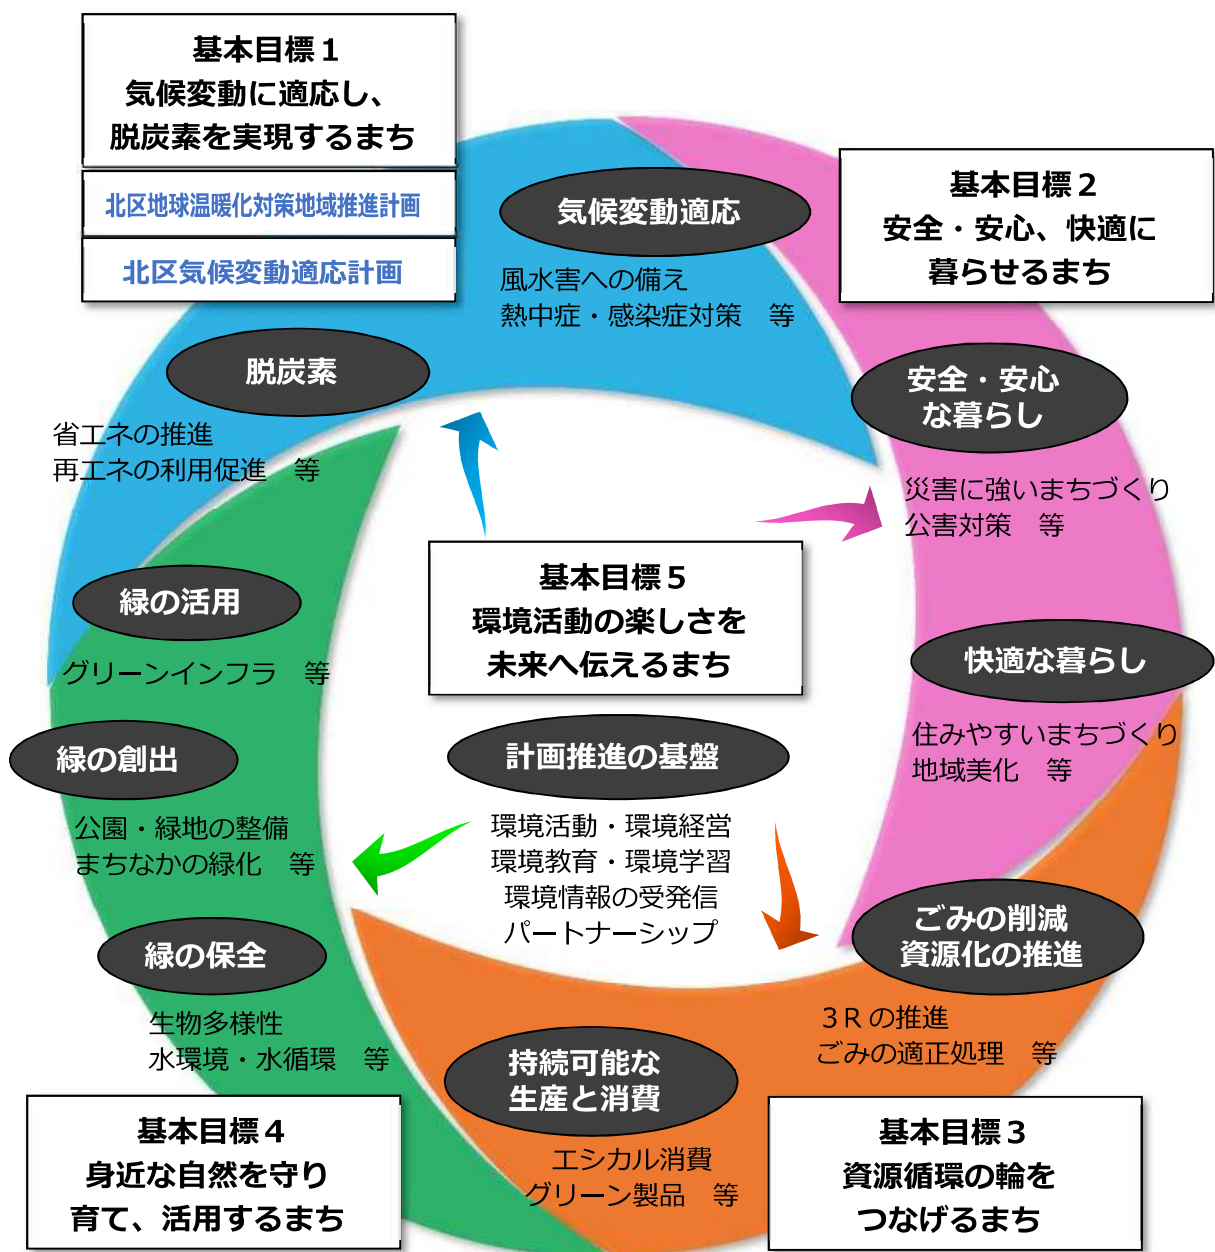 基本目標１
気候変動に適応し、
脱炭素を実現するまち
北区地球温暖化対策地域推進計画
北区気候変動適応計画
気候変動適応
風水害への備え
熱中症・感染症対策　等
脱炭素
省エネの推進
再エネの利用促進　等
基本目標２
安全・安心、快適に
暮らせるまち
安全・安心
な暮らし
災害に強いまちづくり
公害対策　等
快適な暮らし
住みやすいまちづくり
地域美化　等
基本目標５
環境活動の楽しさを
未来へ伝えるまち
計画推進の基盤
環境活動・環境経営
環境教育・環境学習
環境情報の受発信
パートナーシップ
緑の活用
グリーンインフラ　等
緑の創出
公園・緑地の整備
まちなかの緑化　等
緑の保全
生物多様性
水環境・水循環　等
基本目標４
身近な自然を守り
育て、活用するまち
ごみの削減
資源化の推進
３Ｒの推進
ごみの適正処理　等
持続可能な
生産と消費
エシカル消費
グリーン製品　等
基本目標３
資源循環の輪を
つなげるまち